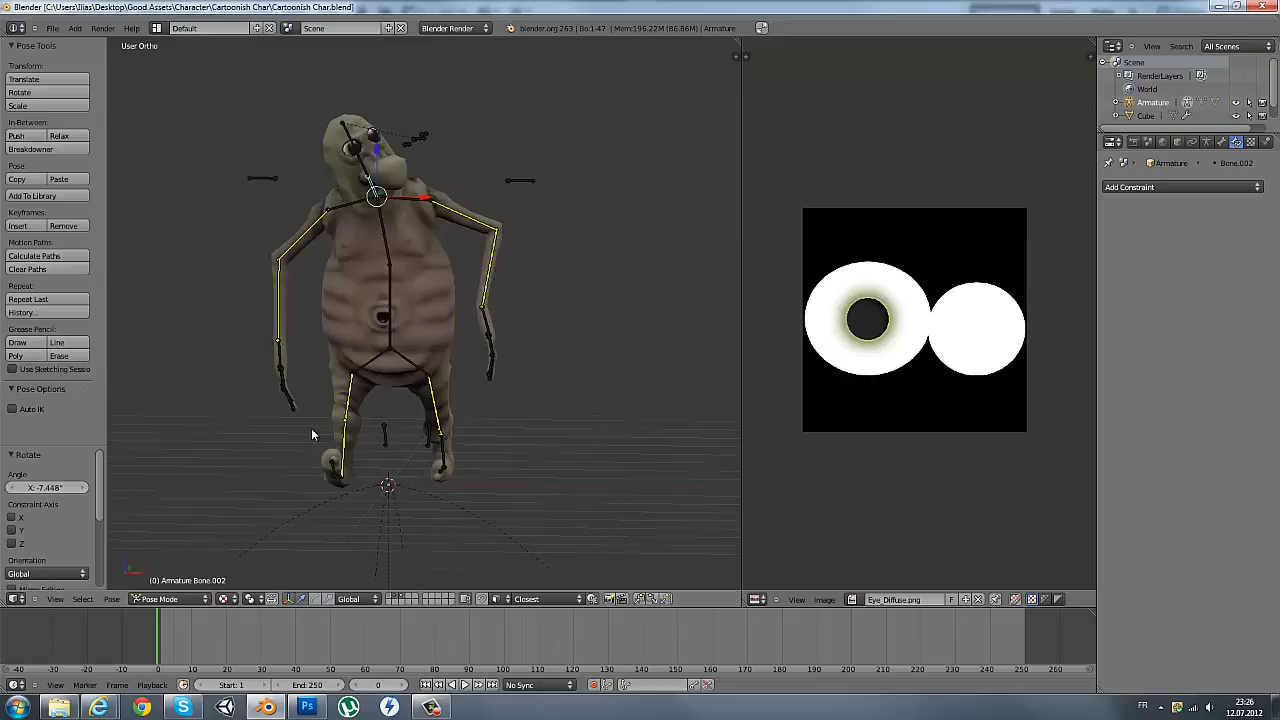 Blender [C:\Users\Ilias\Desktop\Good Assets\Character\Cartoonish Char\Cartoonish Char.blend]
File Add Render Help Default Scene Blender Render blender.org 263 | Bo:1-47 | Mem:196.22M (86.86M) | Armature View Search All Scenes
Pose Tools
User Ortho
Scene
RenderLayers
World
Armature
Cube
Transform:
Translate
Rotate
Scale
In-Between:
Push Relax
Breakdowner
Pose:
Copy Paste
Add To Library
Keyframes:
Insert Remove
Motion Paths:
Calculate Paths
Clear Paths
Repeat:
Repeat Last
History...
Grease Pencil:
Draw Line
Poly Erase
Use Sketching Sessio
Pose Options
Auto IK
Rotate
Angle
X: -7.448°
Constraint Axis
X
Y
Z
Orientation
Global
Armature Bone.002
Add Constraint
(0) Armature Bone.002
View Select Pose Pose Mode Global Closest View Image Eye_Diffuse.png F
-40 -30 -20 -10 0 10 20 30 40 50 60 70 80 90 100 110 120 130 140 150 160 170 180 190 200 210 220 230 240 250 260
View Marker Frame Playback Start: 1 End: 250 0 No Sync
FR 23:26
12.07.2012